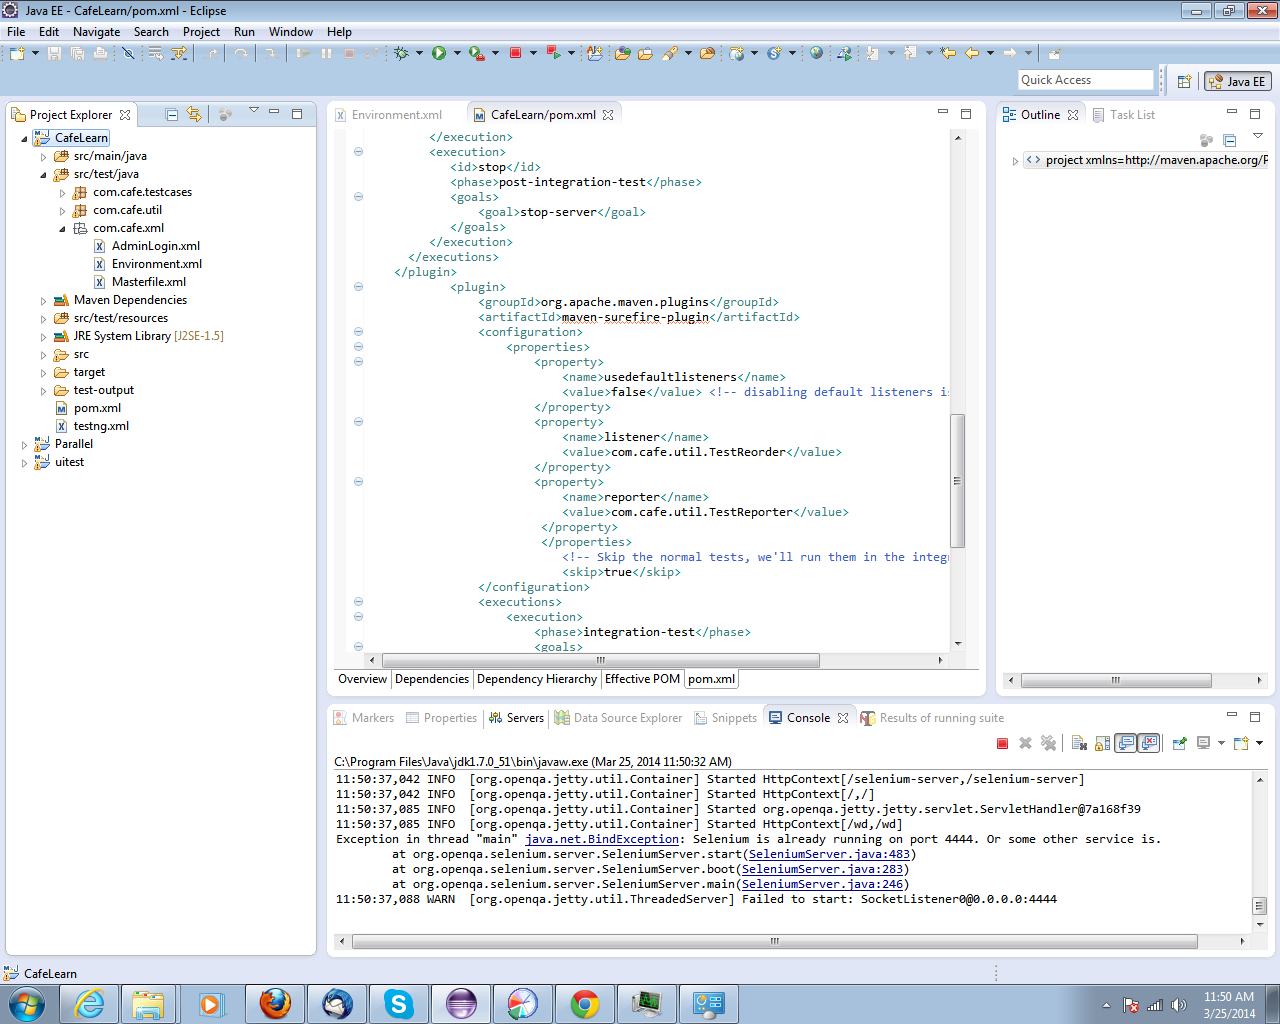 Java EE - CafeLearn/pom.xml - Eclipse
File Edit Navigate Search Project Run Window Help
Quick Access
Java EE
Project Explorer
CafeLearn
src/main/java
src/test/java
com.cafe.testcases
com.cafe.util
com.cafe.xml
AdminLogin.xml
Environment.xml
Masterfile.xml
Maven Dependencies
src/test/resources
JRE System Library [J2SE-1.5]
src
target
test-output
pom.xml
testng.xml
Parallel
uitest
Environment.xml
CafeLearn/pom.xml
</execution>
<execution>
<id>stop</id>
<phase>post-integration-test</phase>
<goals>
<goal>stop-server</goal>
</goals>
</execution>
</executions>
</plugin>
<plugin>
<groupId>org.apache.maven.plugins</groupId>
<artifactId>maven-surefire-plugin</artifactId>
<configuration>
<properties>
<property>
<name>usedefaultlisteners</name>
<value>false</value> <!-- disabling default listeners is
</property>
<property>
<name>listener</name>
<value>com.cafe.util.TestReorder</value>
</property>
<property>
<name>reporter</name>
<value>com.cafe.util.TestReporter</value>
</property>
</properties>
<!-- Skip the normal tests, we'll run them in the integ
<skip>true</skip>
</configuration>
<executions>
<execution>
<phase>integration-test</phase>
<goals>
Overview Dependencies Dependency Hierarchy Effective POM pom.xml
Outline
Task List
project xmlns=http://maven.apache.org/P
Markers Properties Servers Data Source Explorer Snippets Console Results of running suite
C:\Program Files\Java\jdk1.7.0_51\bin\javaw.exe (Mar 25, 2014 11:50:32 AM)
11:50:37,042 INFO [org.openqa.jetty.util.Container] Started HttpContext[/selenium-server,/selenium-server]
11:50:37,042 INFO [org.openqa.jetty.util.Container] Started HttpContext[/,/]
11:50:37,085 INFO [org.openqa.jetty.util.Container] Started org.openqa.jetty.jetty.servlet.ServletHandler@7a168f39
11:50:37,085 INFO [org.openqa.jetty.util.Container] Started HttpContext[/wd,/wd]
Exception in thread "main" java.net.BindException: Selenium is already running on port 4444. Or some other service is.
at org.openqa.selenium.server.SeleniumServer.start(SeleniumServer.java:483)
at org.openqa.selenium.server.SeleniumServer.boot(SeleniumServer.java:283)
at org.openqa.selenium.server.SeleniumServer.main(SeleniumServer.java:246)
11:50:37,088 WARN [org.openqa.jetty.util.ThreadedServer] Failed to start: SocketListener0@0.0.0.0:4444
CafeLearn
11:50 AM
3/25/2014